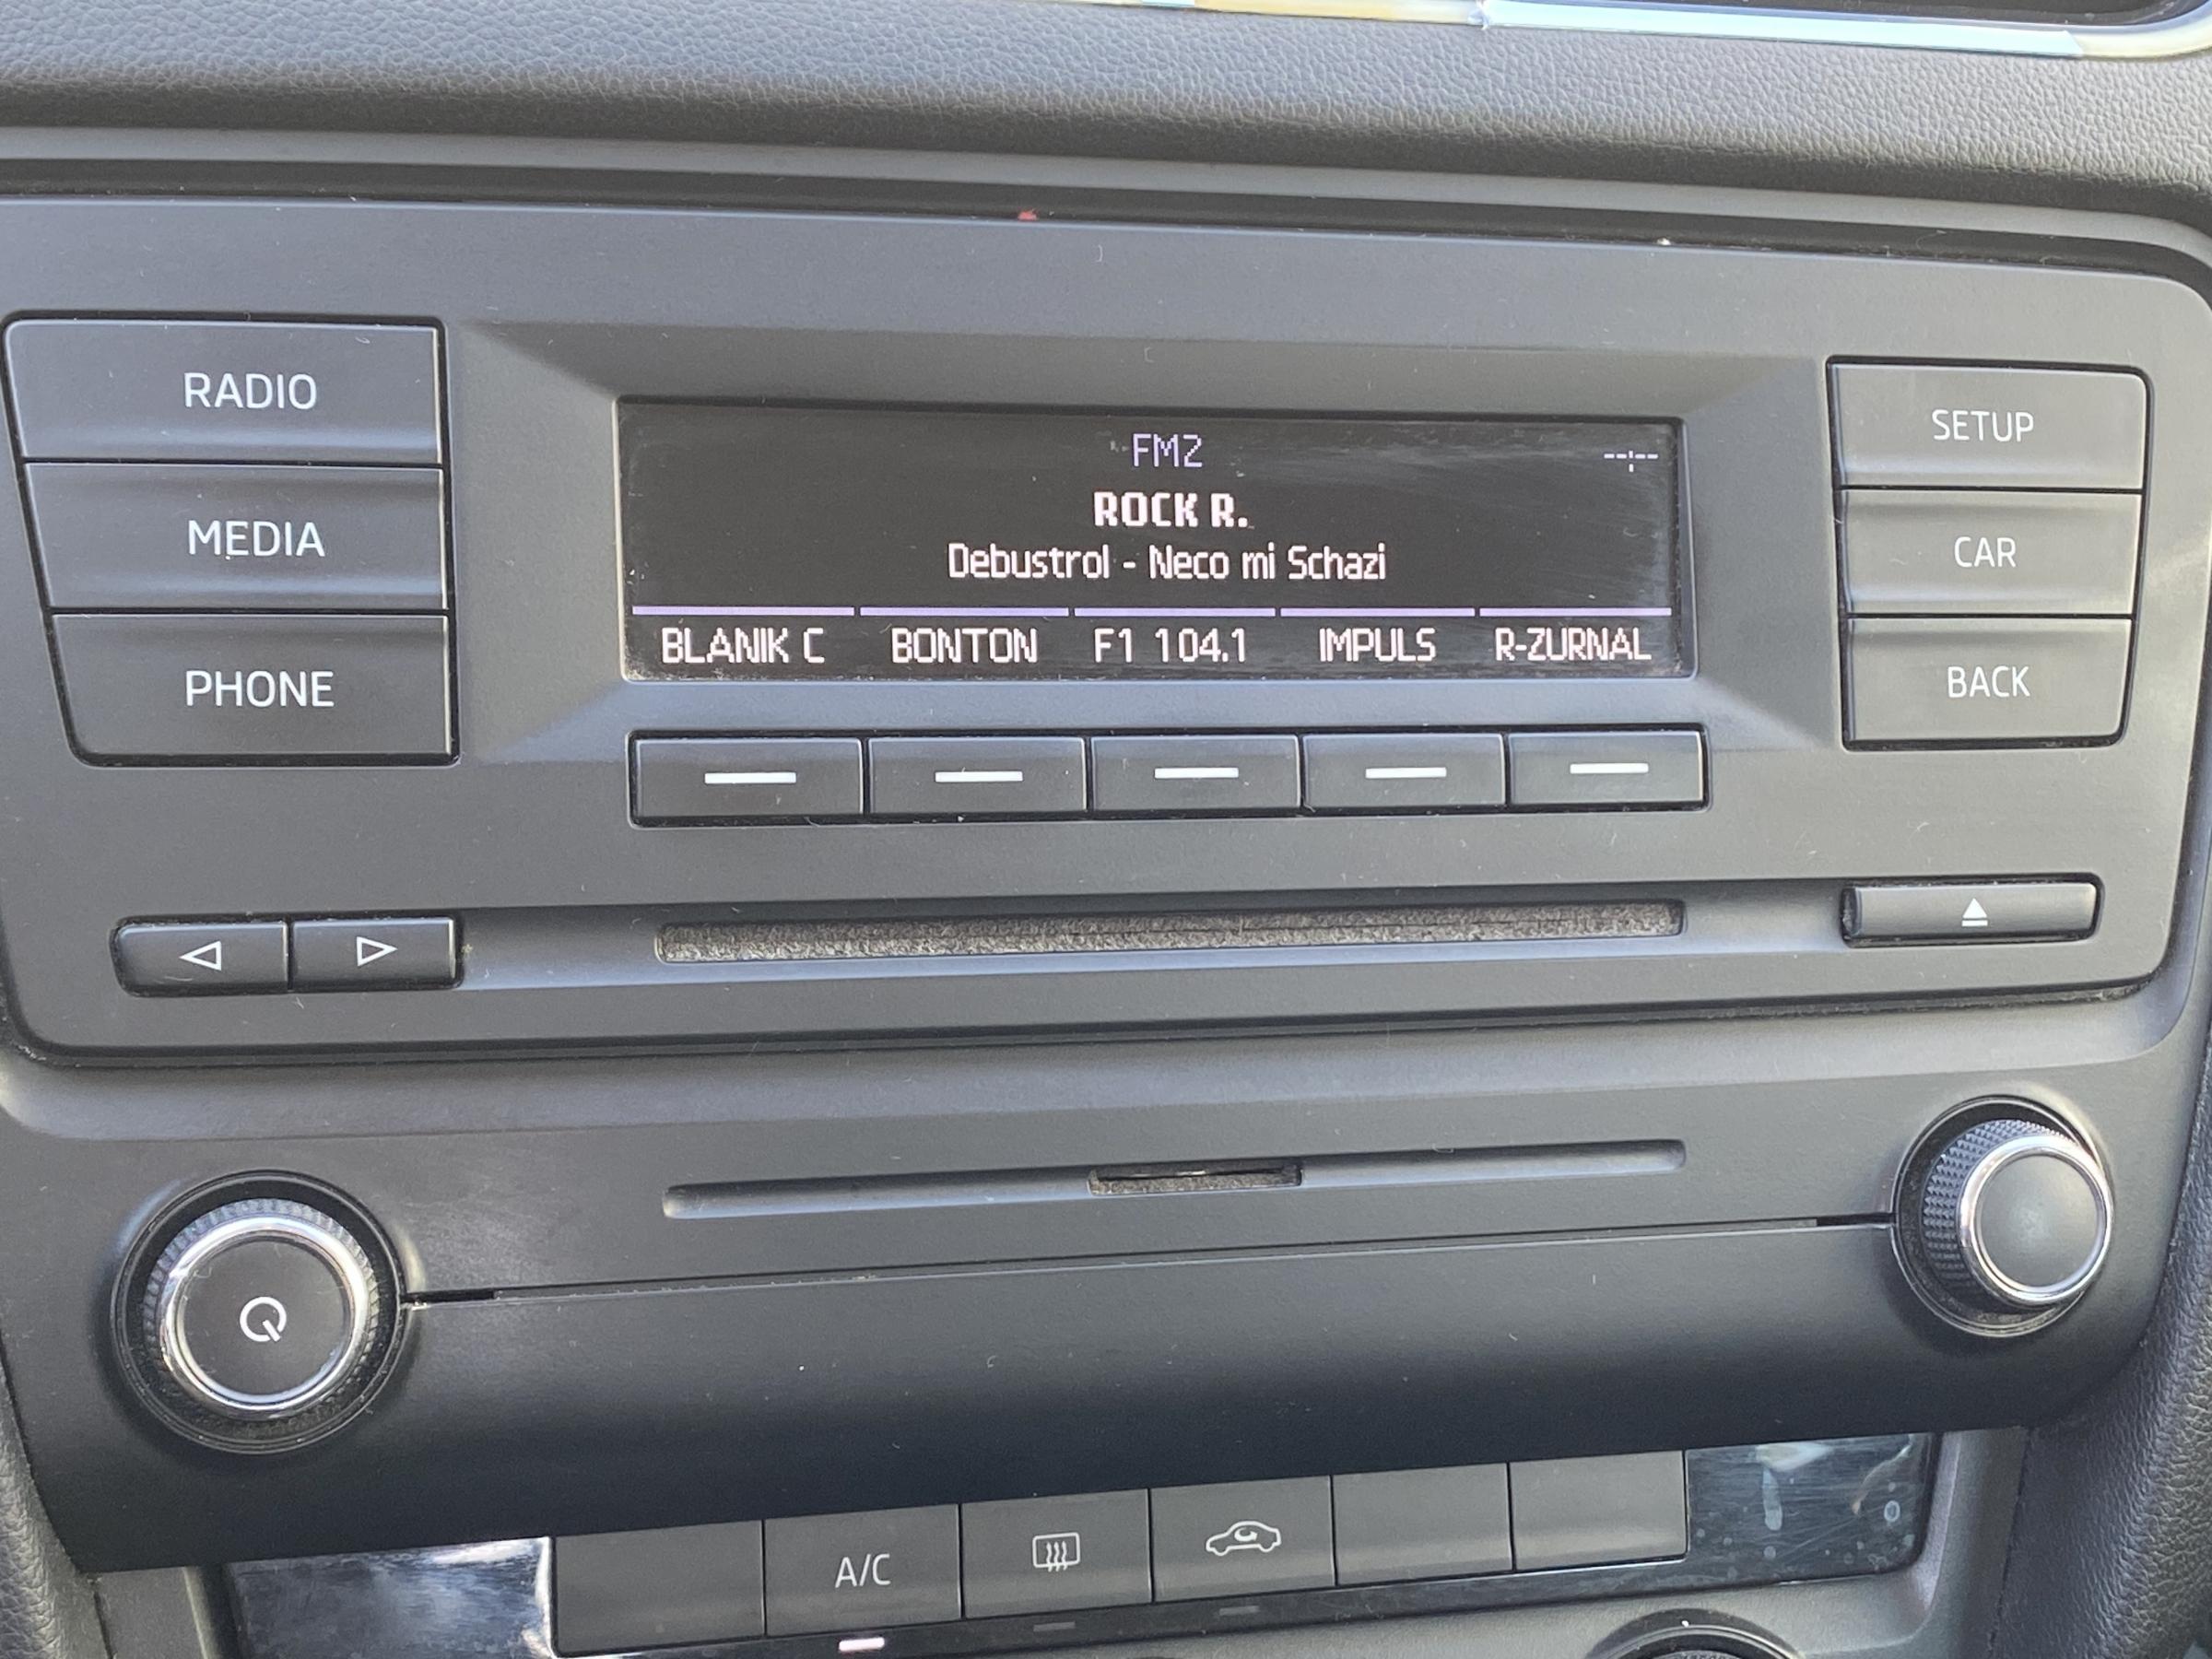 RADIO
MEDIA
PHONE
FM2
--:--
ROCK R.
Debustrol - Neco mi Schazi
BLANIK C BONTON F1 104.1 IMPULS R-ZURNAL
SETUP
CAR
BACK
A/C